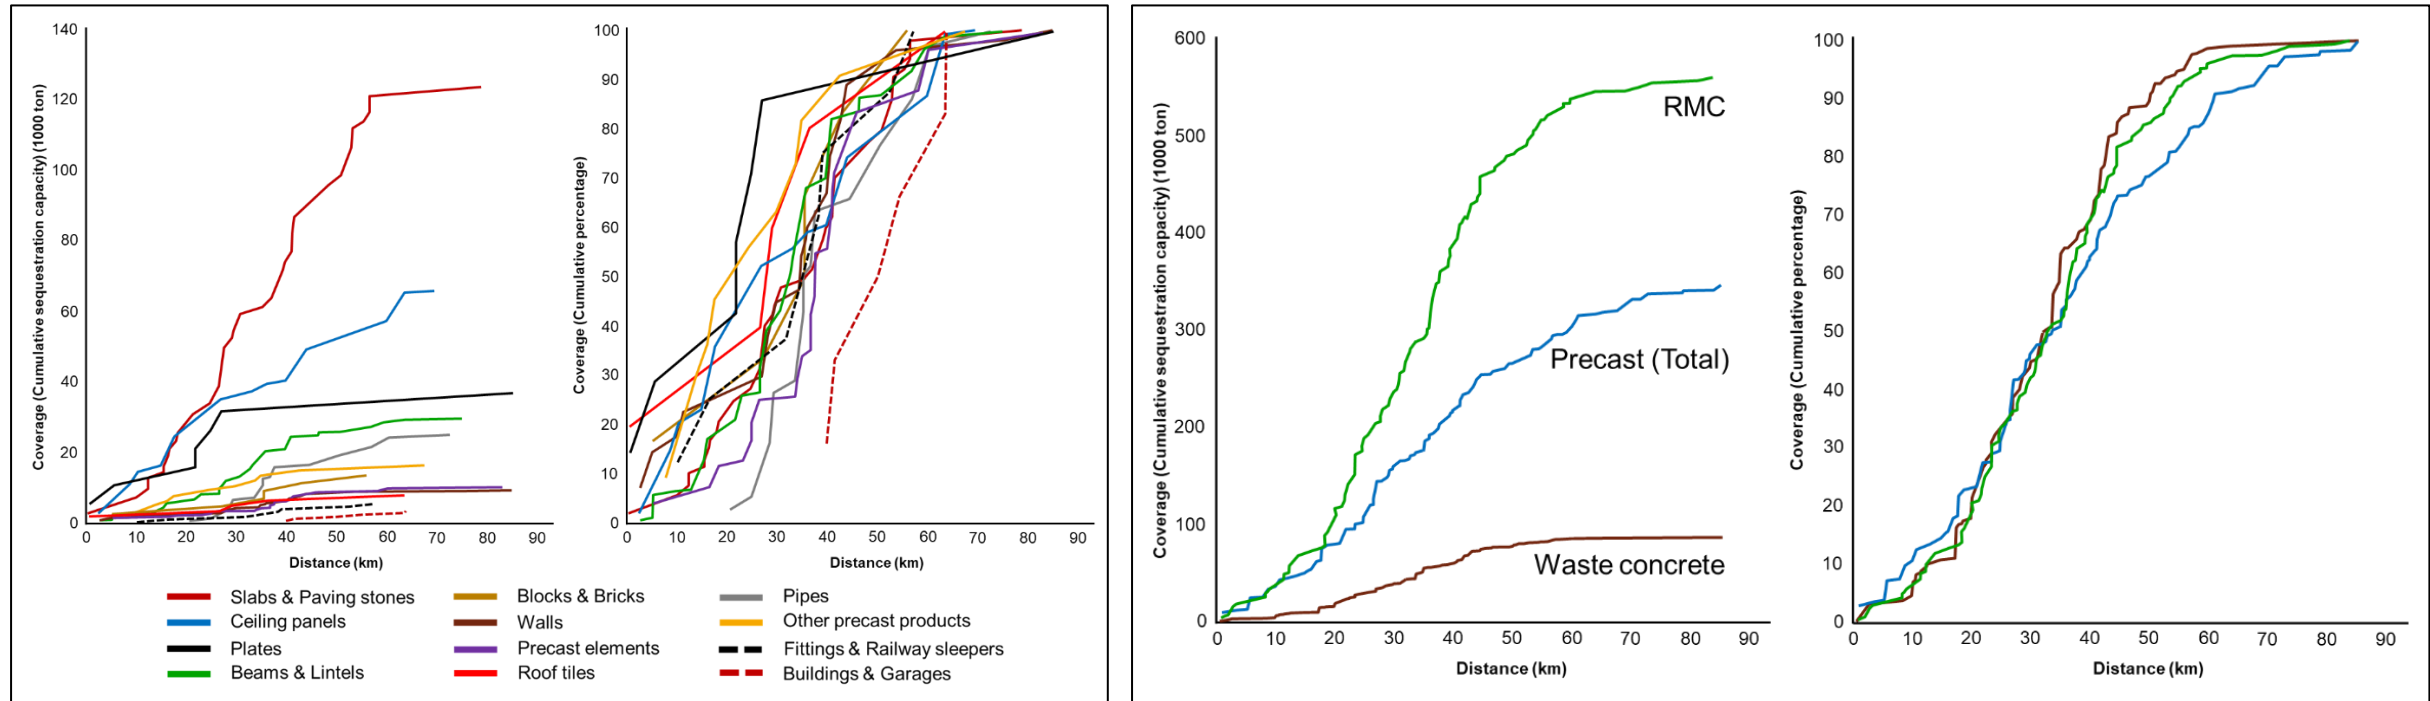 Coverage (Cumulative sequestration capacity) (1000 ton)
140
120
100
80
60
40
20
0
0 10 20 30 40 50 60 70 80 90
Distance (km)
Coverage (Cumulative percentage)
100
90
80
70
60
50
40
30
20
10
0
0 10 20 30 40 50 60 70 80 90
Distance (km)
Slabs & Paving stones
Ceiling panels
Plates
Beams & Lintels
Blocks & Bricks
Walls
Precast elements
Roof tiles
Pipes
Other precast products
Fittings & Railway sleepers
Buildings & Garages
Coverage (Cumulative sequestration capacity) (1000 ton)
600
500
400
300
200
100
0
RMC
Precast (Total)
Waste concrete
0 10 20 30 40 50 60 70 80 90
Distance (km)
Coverage (Cumulative percentage)
100
90
80
70
60
50
40
30
20
10
0
0 10 20 30 40 50 60 70 80 90
Distance (km)